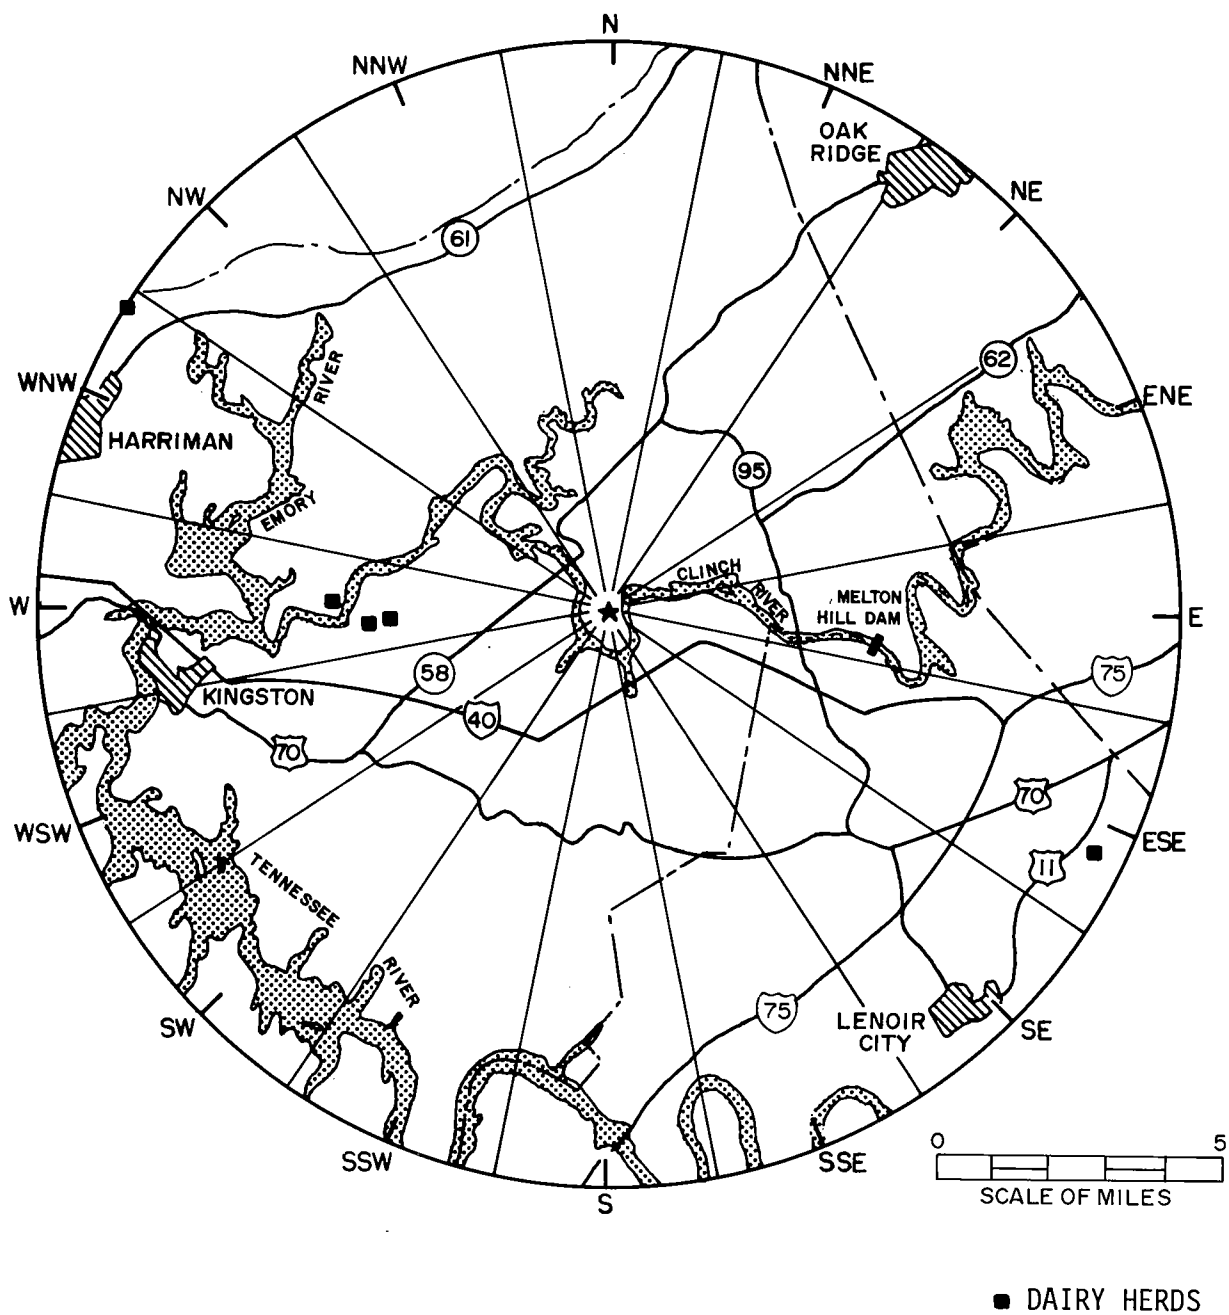 N
NNW
NNE
OAK
RIDGE
NW
NE
61
WNW
62
ENE
RIVER
HARRIMAN
95
EMORY
CLINCH
RIVER
MELTON
HILL DAM
W
E
58
75
KINGSTON
40
70
70
WSW
ESE
11
TENNESSEE
RIVER
75
SW
LENOIR
CITY
SE
0 5
SSW
SSE
SCALE OF MILES
S
DAIRY HERDS